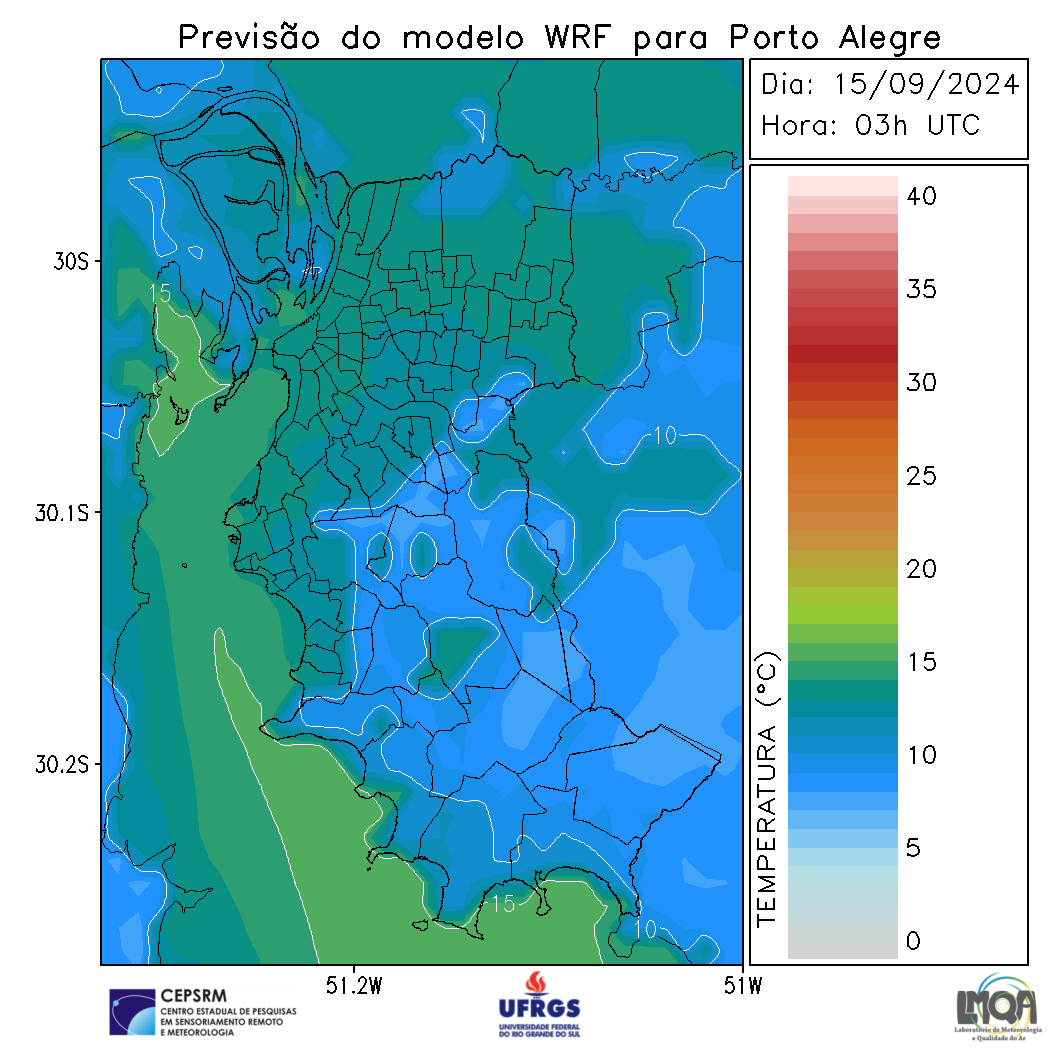 Previsão do modelo WRF para Porto Alegre
Dia: 15/09/2024
Hora: 03h UTC
40
35
30
25
20
15
10
5
0
TEMPERATURA (°C)
30S
30.1S
30.2S
51.2W
51W
15
10
15
10
CEPSRM
CENTRO ESTADUAL DE PESQUISAS
EM SENSORIAMENTO REMOTO
E METEOROLOGIA
UFRGS
UNIVERSIDADE FEDERAL
DO RIO GRANDE DO SUL
LMQA
Laboratório de Meteorologia
e Qualidade do Ar